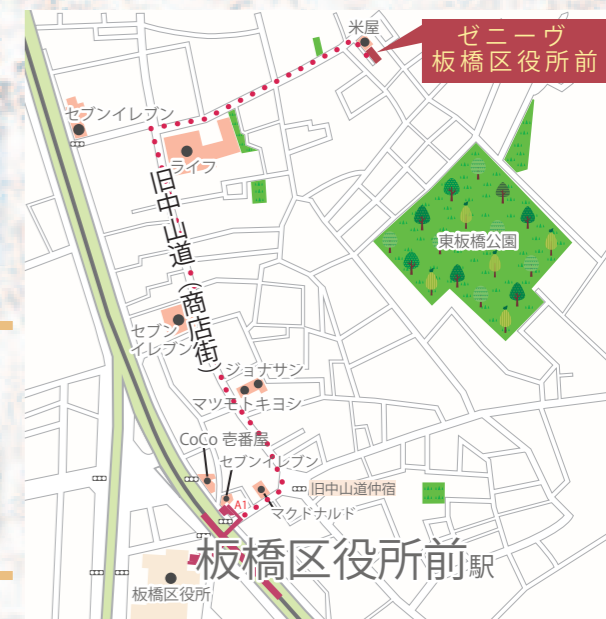 米屋
ゼニーヴ
板橋区役所前
セブンイレブン
ライフ
旧中山道（商店街）
東板橋公園
セブン
イレブン
ジョナサン
マツモトキヨシ
CoCo 壱番屋
セブンイレブン
A1
マクドナルド
旧中山道仲宿
板橋区役所前駅
板橋区役所